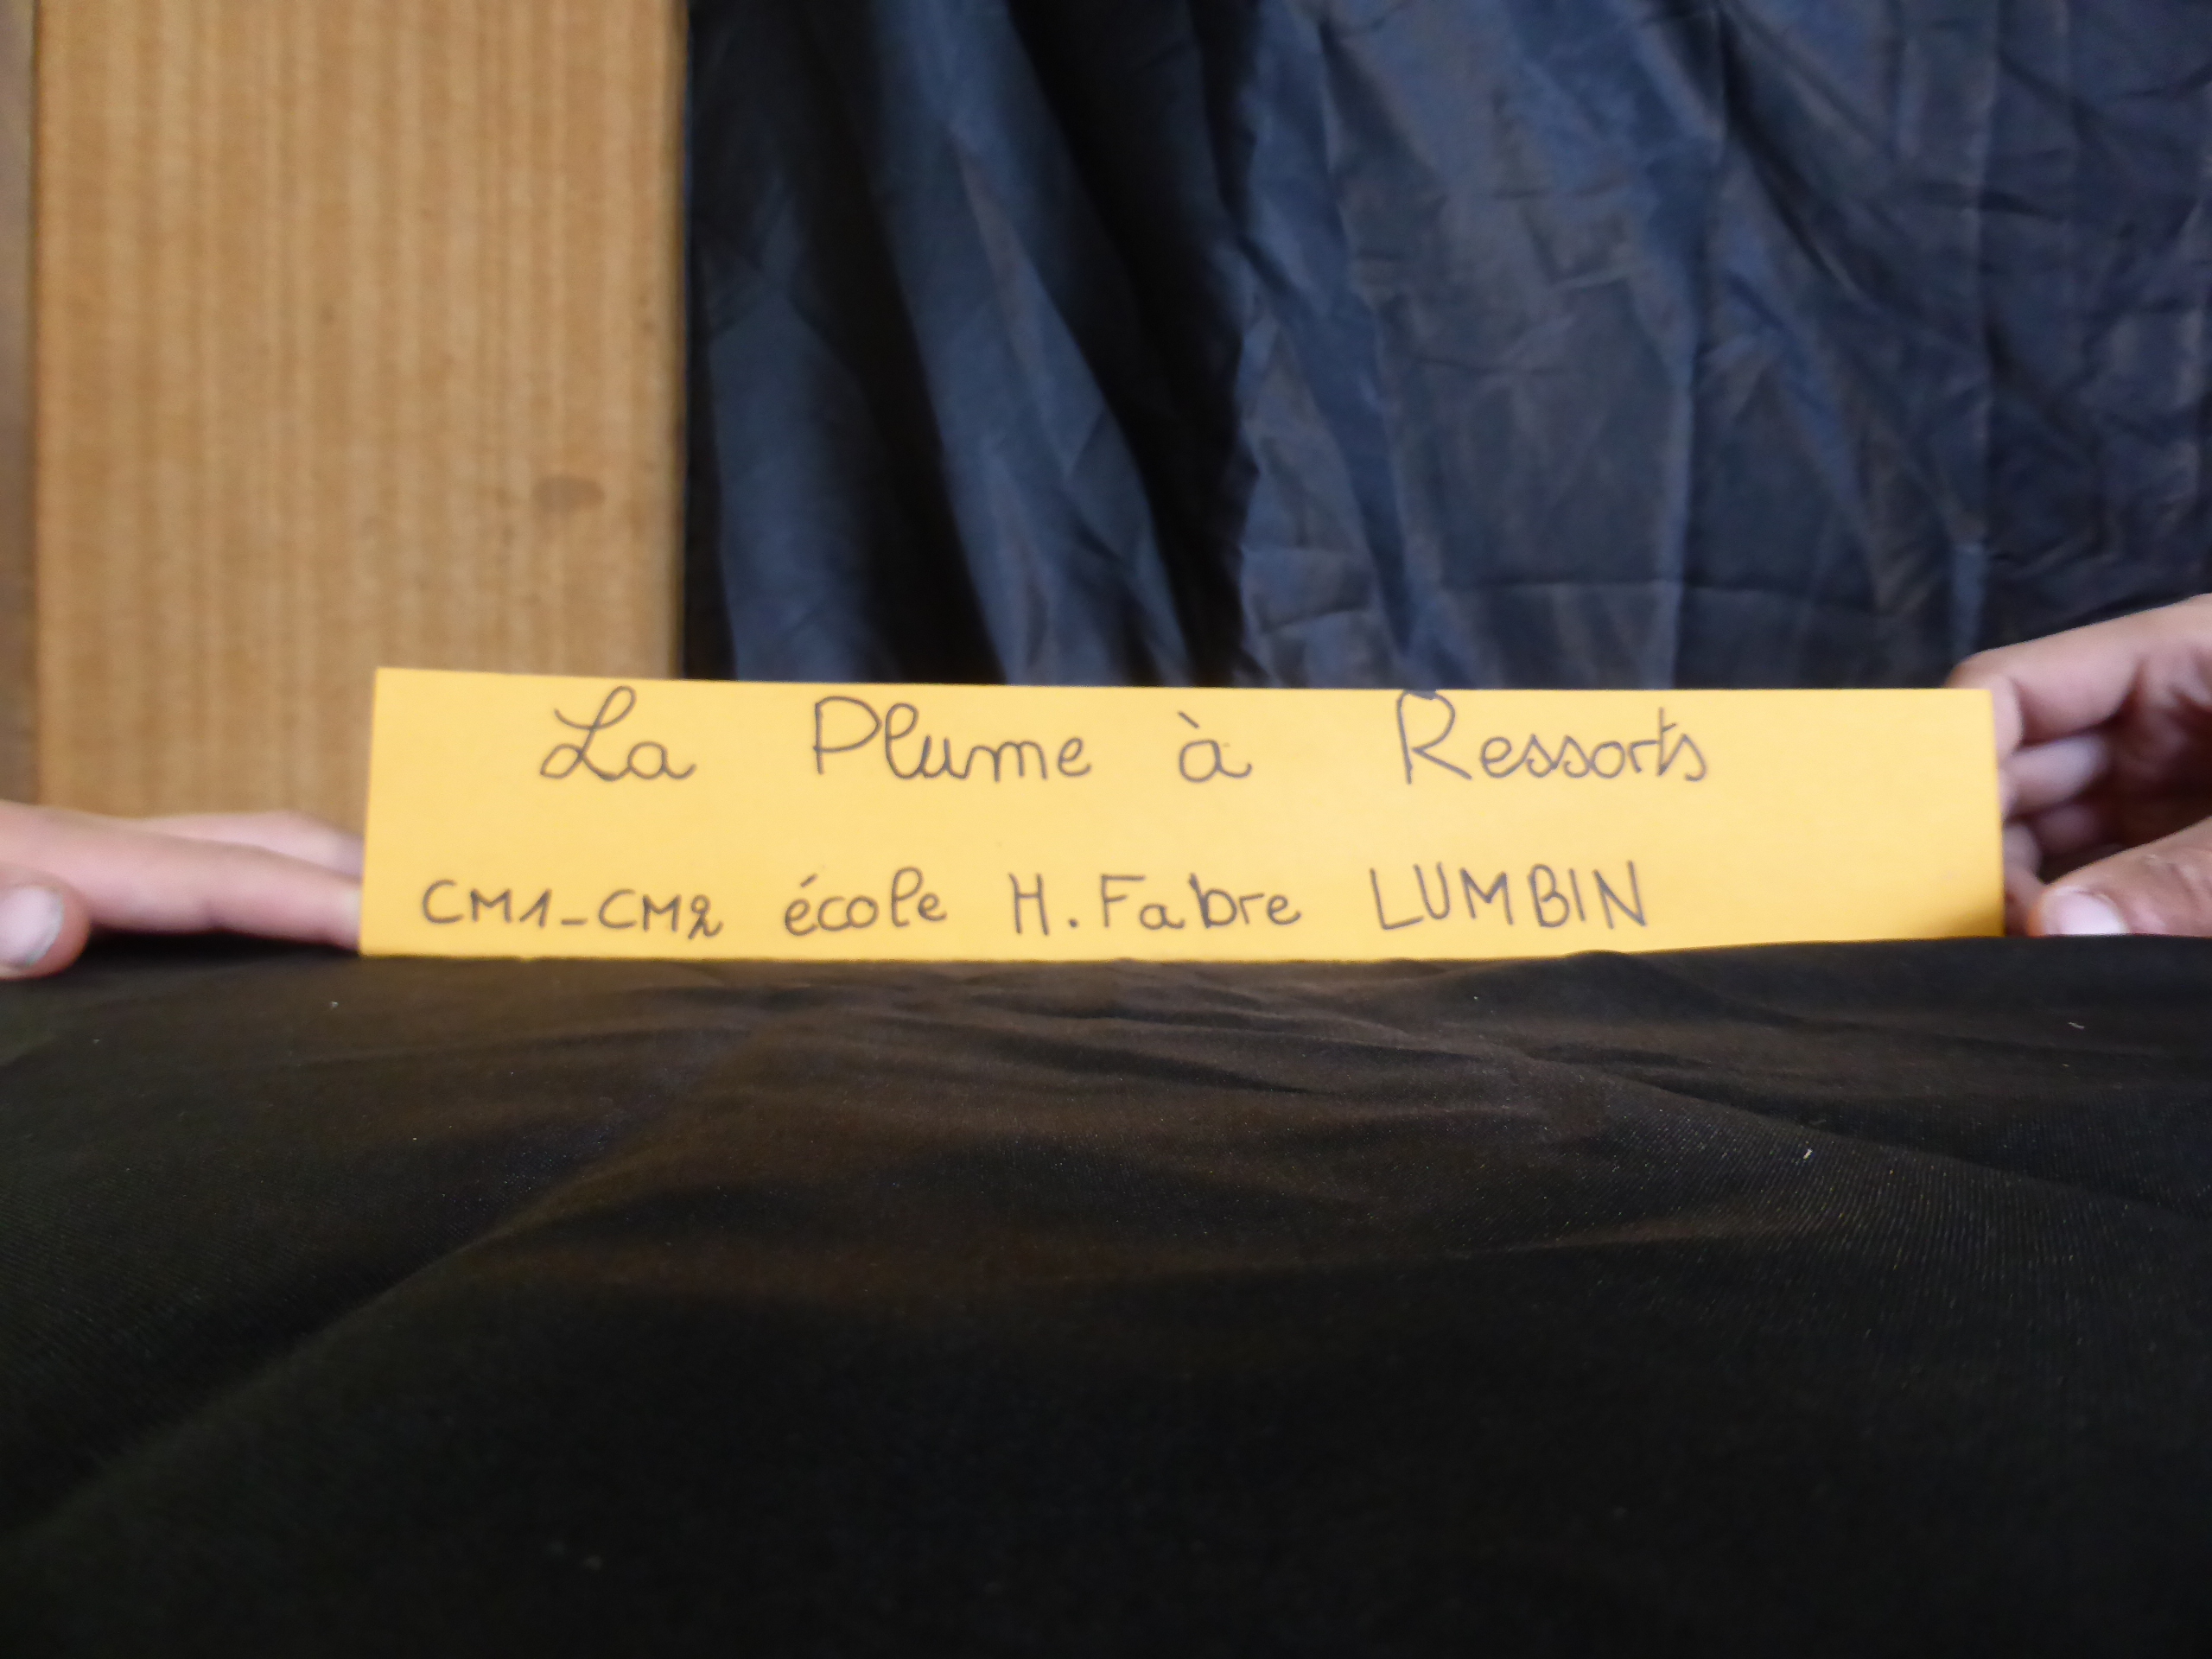 La Plume à Ressorts
CM1-CM2 école H. Fabre LUMBIN